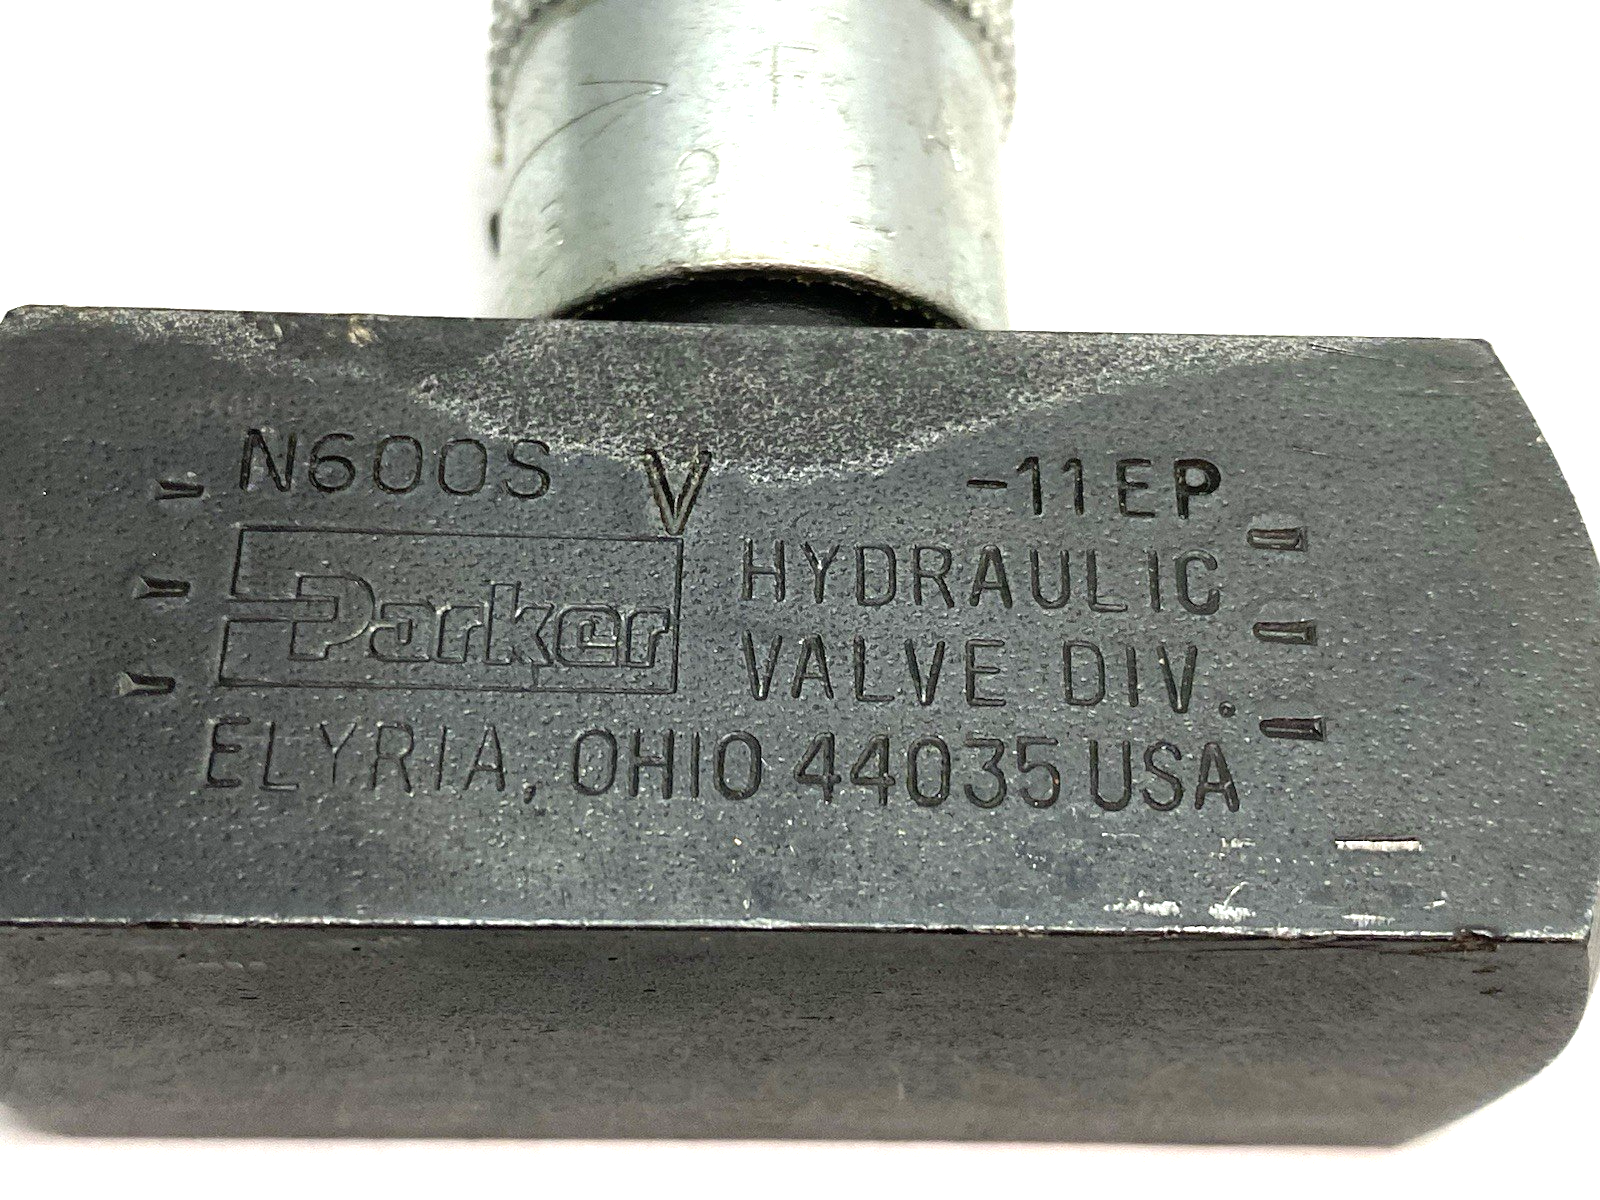 N600S V -11EP
Parker HYDRAULIC
VALVE DIV.
ELYRIA, OHIO 44035 USA